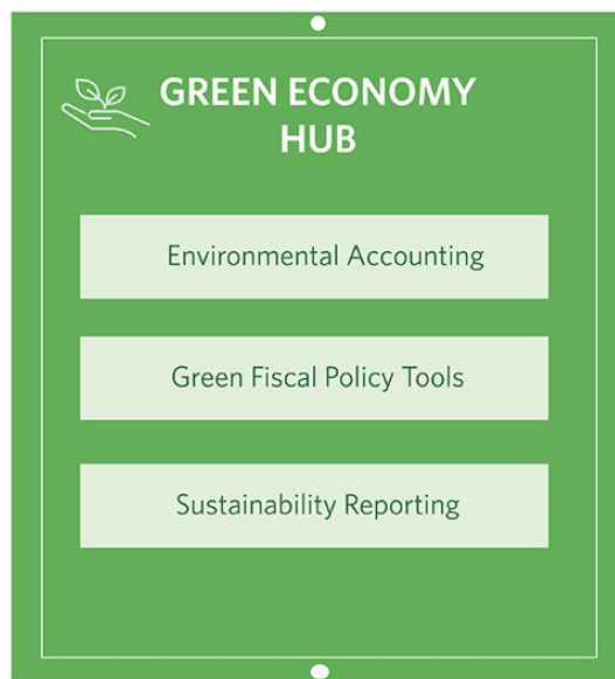 GREEN ECONOMY
HUB
Environmental Accounting
Green Fiscal Policy Tools
Sustainability Reporting